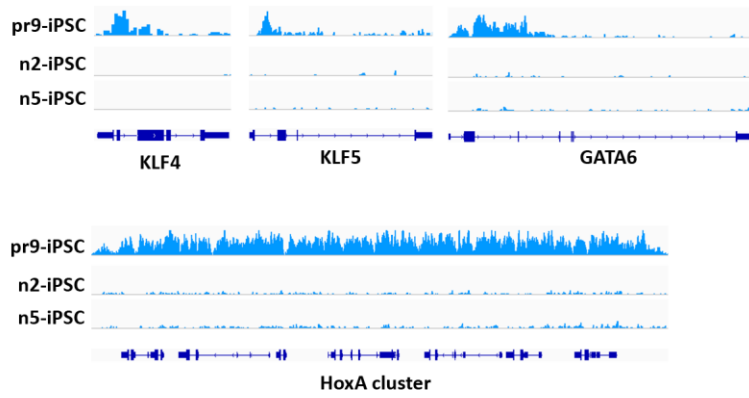 pr9-iPSC
n2-iPSC
n5-iPSC
KLF4 KLF5 GATA6
pr9-iPSC
n2-iPSC
n5-iPSC
HoxA cluster